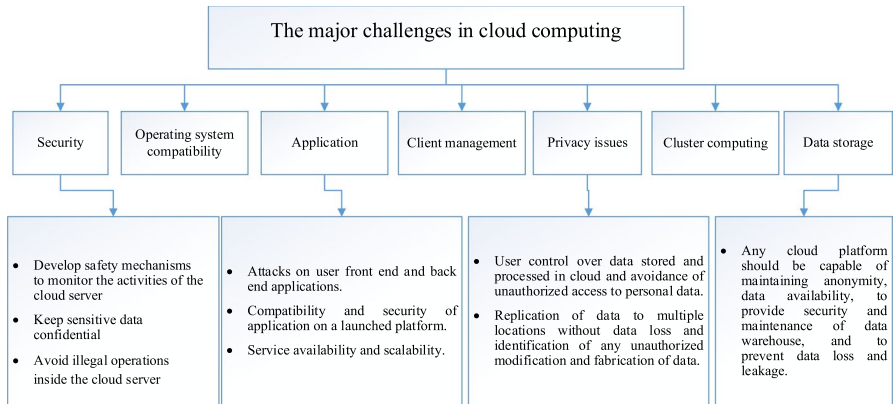 The major challenges in cloud computing
Security
Operating system
compatibility
Application
Client management
Privacy issues
Cluster computing
Data storage
• Develop safety mechanisms
to monitor the activities of the
cloud server
• Keep sensitive data
confidential
• Avoid illegal operations
inside the cloud server
• Attacks on user front end and back
end applications.
• Compatibility and security of
application on a launched platform.
• Service availability and scalability.
• User control over data stored and
processed in cloud and avoidance of
unauthorized access to personal data.
• Replication of data to multiple
locations without data loss and
identification of any unauthorized
modification and fabrication of data.
• Any cloud platform
should be capable of
maintaining anonymity,
data availability, to
provide security and
maintenance of data
warehouse, and to
prevent data loss and
leakage.